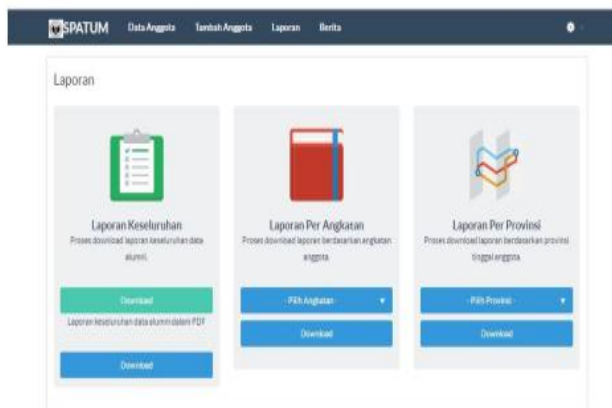 SPATUM Data Anggota Tambah Anggota Laporan Berita
Laporan
Laporan Keseluruhan
Proses download laporan keseluruhan data
alumni.
Download
Laporan keseluruhan data alumni dalam PDF
Download
Laporan Per Angkatan
Proses download laporan berdasarkan angkatan
anggota.
- Pilih Angkatan -
Download
Laporan Per Provinsi
Proses download laporan berdasarkan provinsi
tinggal anggota.
- Pilih Provinsi -
Download